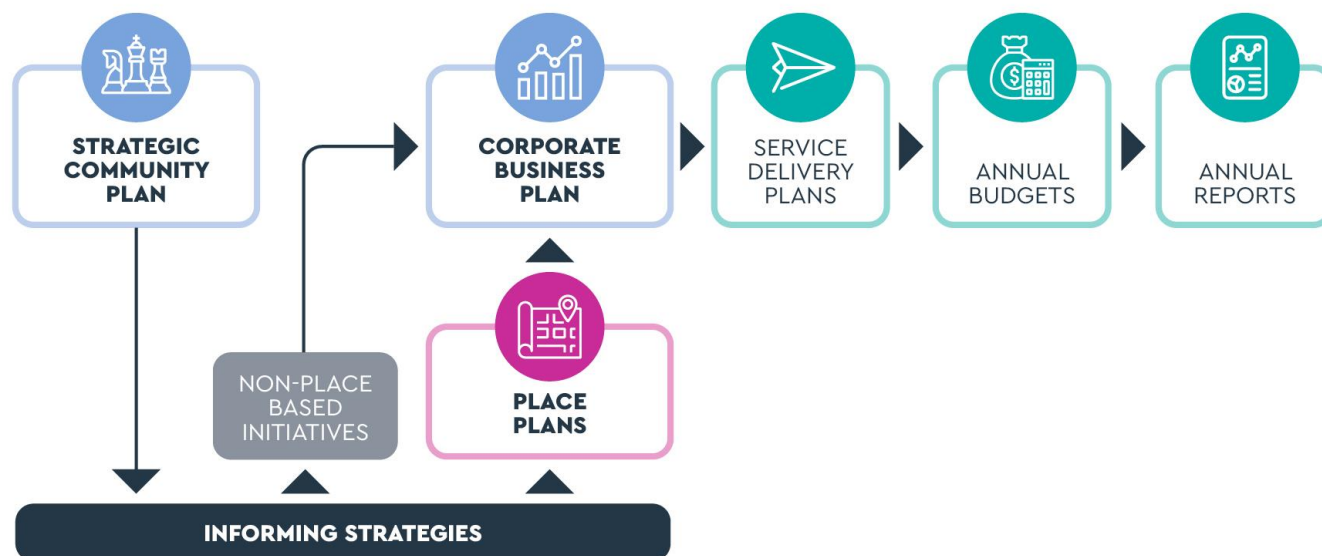 STRATEGIC
COMMUNITY
PLAN
CORPORATE
BUSINESS
PLAN
SERVICE
DELIVERY
PLANS
ANNUAL
BUDGETS
ANNUAL
REPORTS
NON-PLACE
BASED
INITIATIVES
PLACE
PLANS
INFORMING STRATEGIES